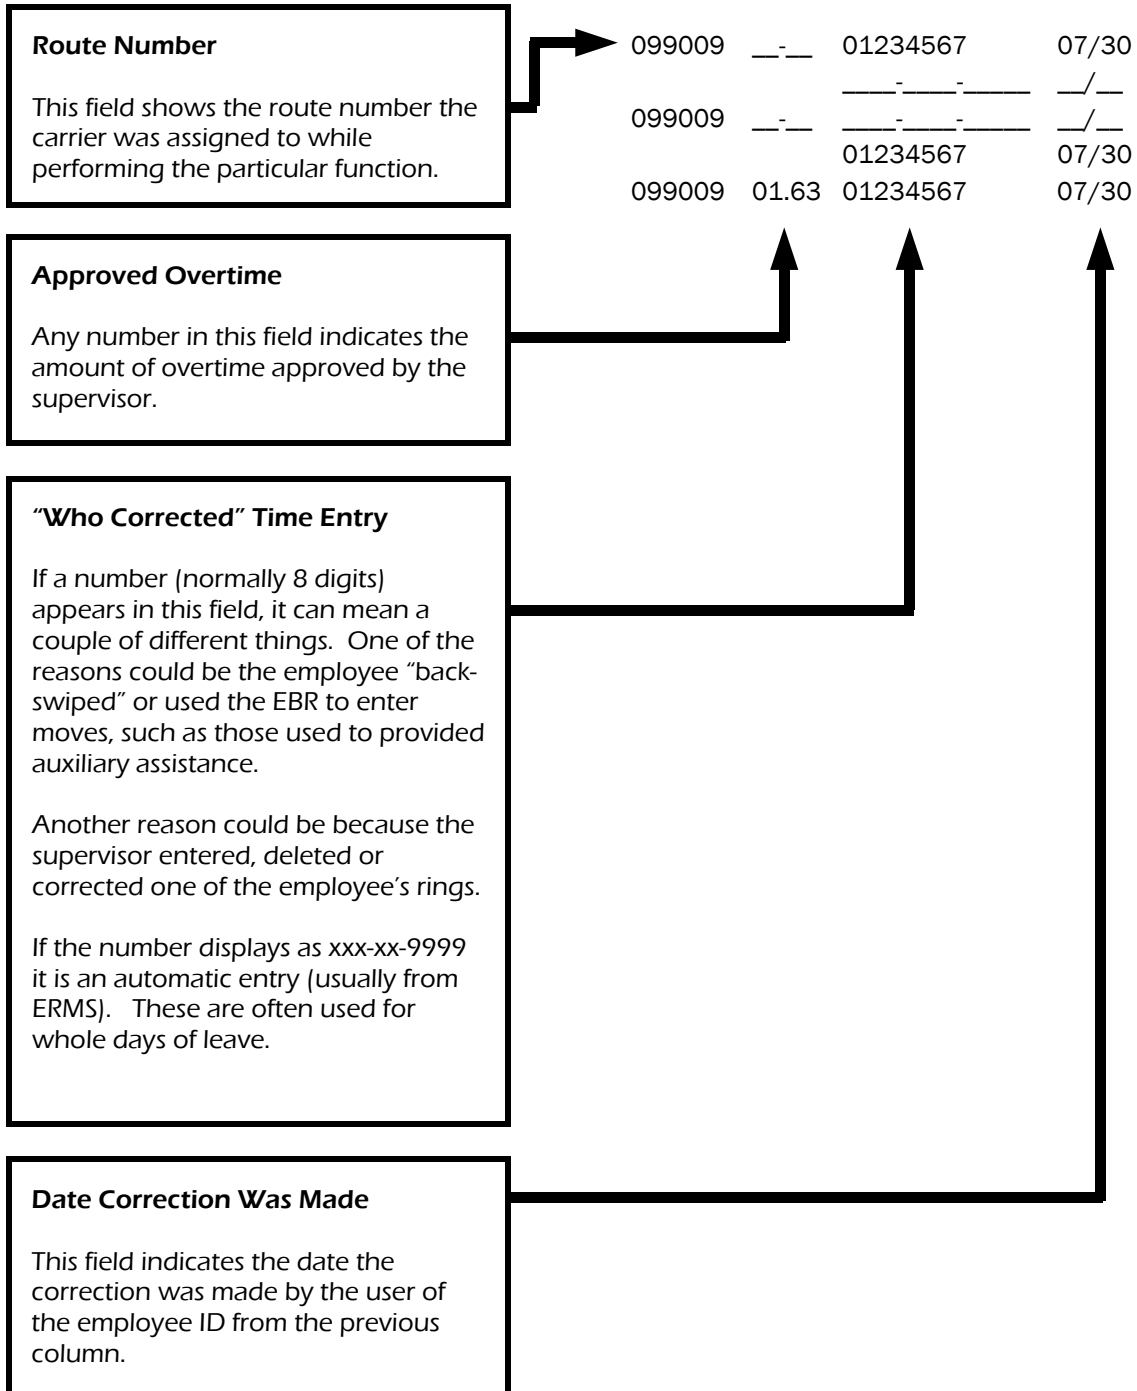 Route Number
This field shows the route number the
carrier was assigned to while
performing the particular function.
099009 __-__ 01234567 07/30
____-____-_____ __/__
099009 __-__ ____-____-_____ __/__
01234567 07/30
099009 01.63 01234567 07/30
Approved Overtime
Any number in this field indicates the
amount of overtime approved by the
supervisor.
“Who Corrected” Time Entry
If a number (normally 8 digits)
appears in this field, it can mean a
couple of different things. One of the
reasons could be the employee “back-
swiped” or used the EBR to enter
moves, such as those used to provided
auxiliary assistance.
Another reason could be because the
supervisor entered, deleted or
corrected one of the employee’s rings.
If the number displays as xxx-xx-9999
it is an automatic entry (usually from
ERMS). These are often used for
whole days of leave.
Date Correction Was Made
This field indicates the date the
correction was made by the user of
the employee ID from the previous
column.